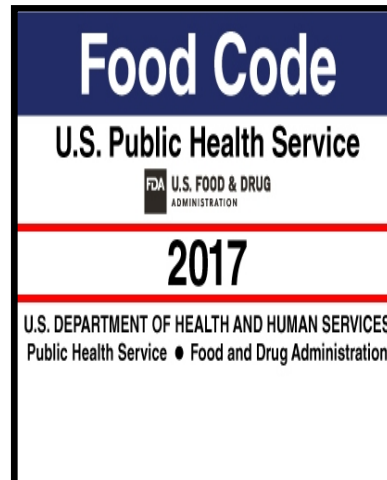 Food Code
U.S. Public Health Service
FDA U.S. FOOD & DRUG
ADMINISTRATION
2017
U.S. DEPARTMENT OF HEALTH AND HUMAN SERVICES
Public Health Service ● Food and Drug Administration